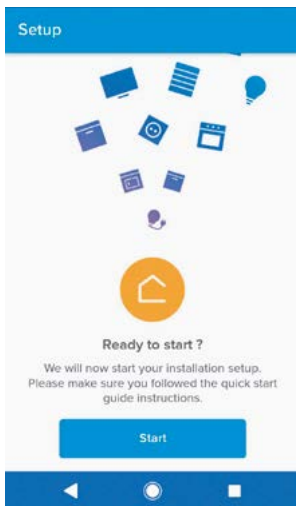 Setup
Ready to start ?
We will now start your installation setup.
Please make sure you followed the quick start
guide instructions.
Start